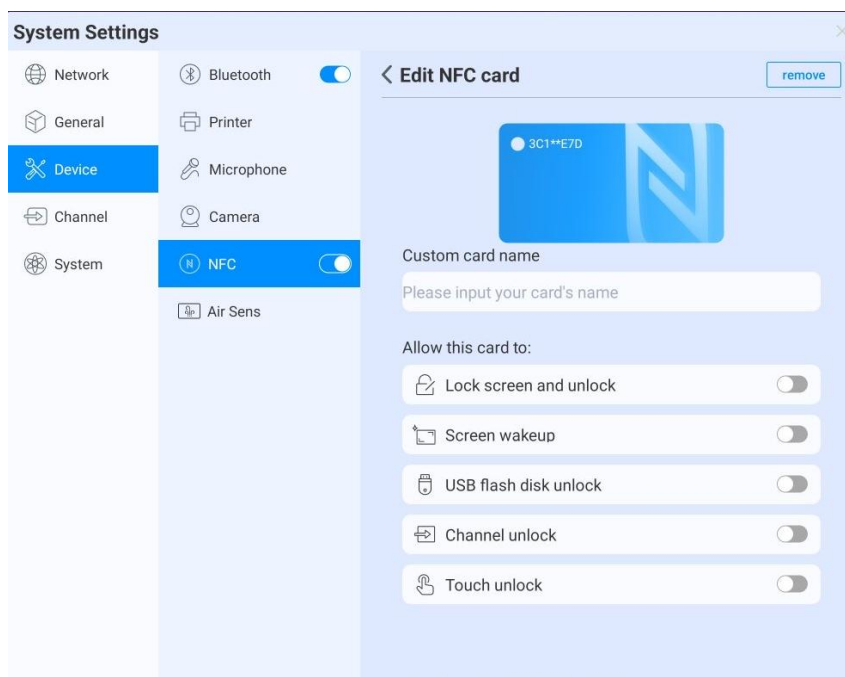 System Settings
Network
General
Device
Channel
System
Bluetooth
Printer
Microphone
Camera
NFC
Air Sens
Edit NFC card
remove
3C1**E7D
Custom card name
Please input your card's name
Allow this card to:
Lock screen and unlock
Screen wakeup
USB flash disk unlock
Channel unlock
Touch unlock